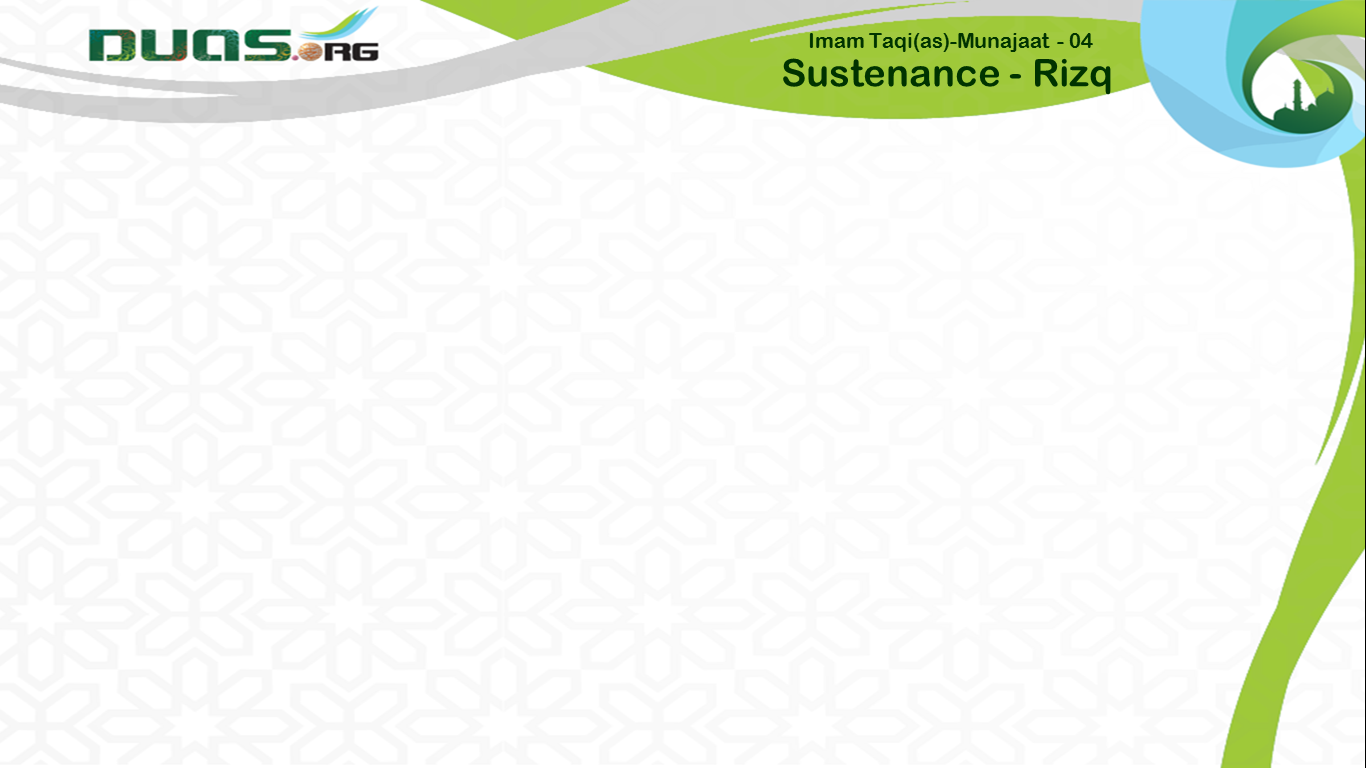 DUAS.ORG
Imam Taqi(as)-Munajaat - 04
Sustenance - Rizq